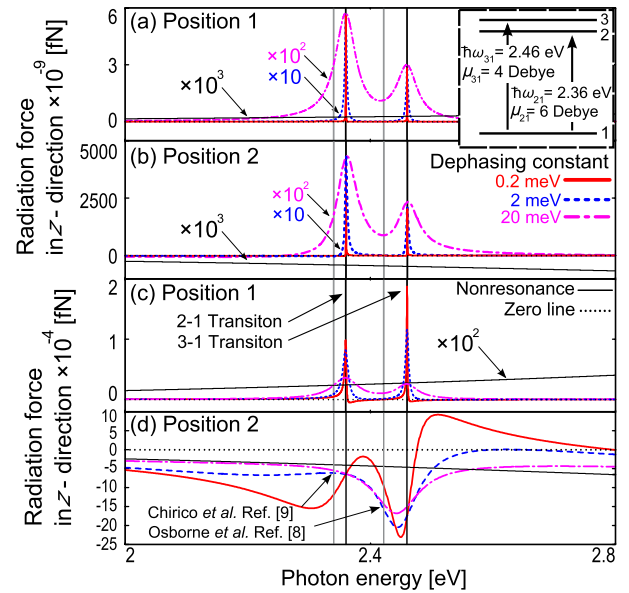 Radiation force
in z - direction ×10⁻⁹ [fN]
6
3
0
(a) Position 1
×10²
×10³
×10
3
2
ħω₃₁ = 2.46 eV
μ₃₁ = 4 Debye
ħω₂₁ = 2.36 eV
μ₂₁ = 6 Debye
1
5000
2500
0
(b) Position 2
×10²
×10³
×10
Dephasing constant
0.2 meV
2 meV
20 meV
Radiation force
in z - direction ×10⁻⁴ [fN]
2
1
0
(c) Position 1
2-1 Transiton
3-1 Transiton
Nonresonance
Zero line
×10²
10
5
0
-5
-10
-15
-20
-25
(d) Position 2
Chirico et al. Ref. [9]
Osborne et al. Ref. [8]
2
2.4
2.8
Photon energy [eV]